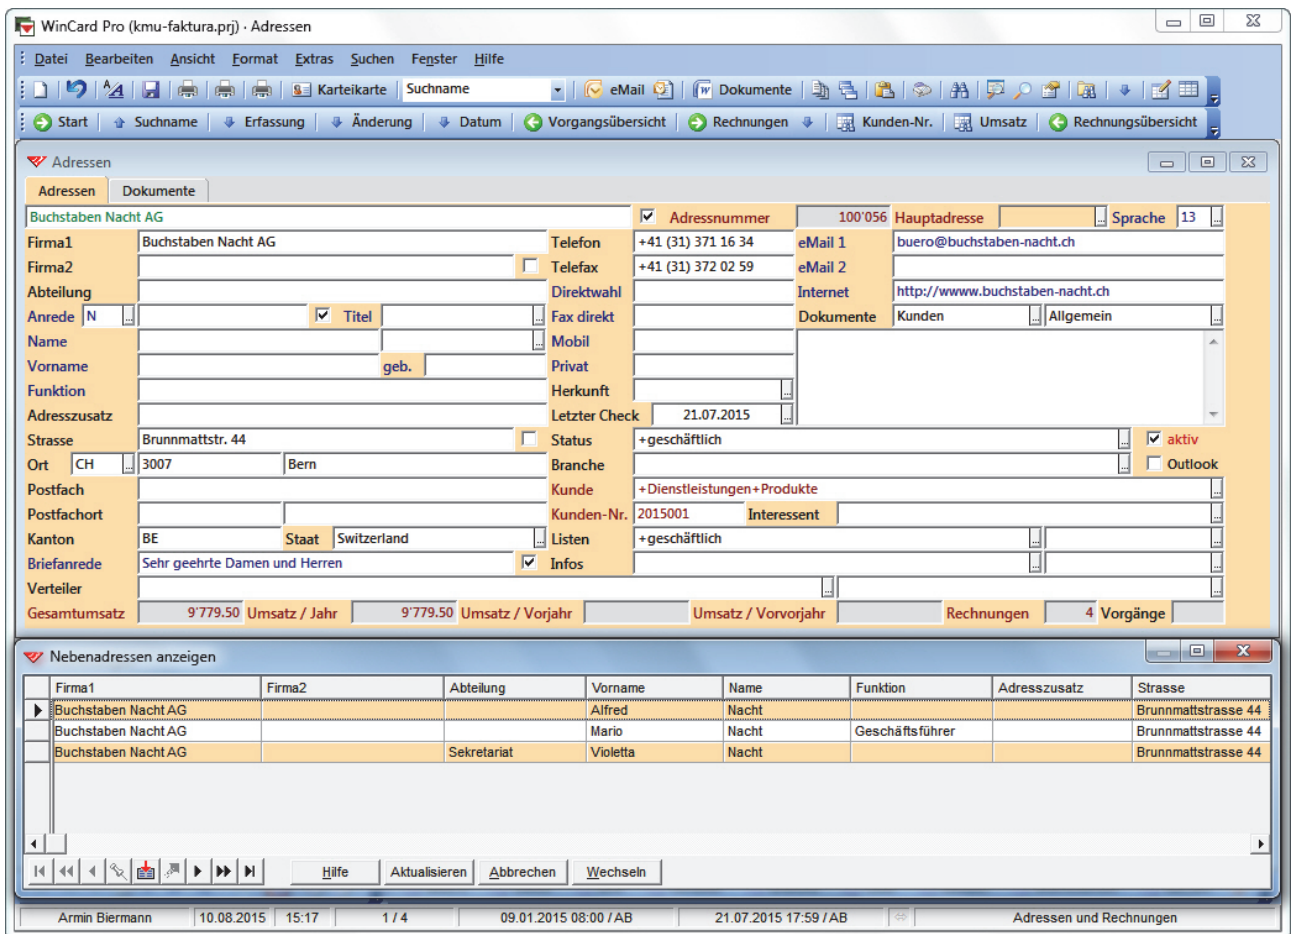 WinCard Pro (kmu-faktura.prj) · Adressen
Datei Bearbeiten Ansicht Format Extras Suchen Fenster Hilfe
Karteikarte Suchname eMail Dokumente
Start Suchname Erfassung Änderung Datum Vorgangsübersicht Rechnungen Kunden-Nr. Umsatz Rechnungsübersicht
Adressen
Adressen Dokumente
Buchstaben Nacht AG Adressnummer 100'056 Hauptadresse ... Sprache 13 ...
Firma1 Buchstaben Nacht AG Telefon +41 (31) 371 16 34 eMail 1 buero@buchstaben-nacht.ch
Firma2 Telefax +41 (31) 372 02 59 eMail 2
Abteilung Direktwahl Internet http://wwww.buchstaben-nacht.ch
Anrede N ... Titel ... Fax direkt Dokumente Kunden ... Allgemein ...
Name ... Mobil
Vorname geb. Privat
Funktion Herkunft ...
Adresszusatz Letzter Check 21.07.2015 ...
Strasse Brunnmattstr. 44 Status +geschäftlich ... aktiv
Ort CH ... 3007 Bern Branche ... Outlook
Postfach Kunde +Dienstleistungen+Produkte ...
Postfachort Kunden-Nr. 2015001 Interessent ...
Kanton BE Staat Switzerland ... Listen +geschäftlich ... ...
Briefanrede Sehr geehrte Damen und Herren Infos ... ...
Verteiler ... ...
Gesamtumsatz 9'779.50 Umsatz / Jahr 9'779.50 Umsatz / Vorjahr Umsatz / Vorvorjahr Rechnungen 4 Vorgänge
Nebenadressen anzeigen
Firma1 Firma2 Abteilung Vorname Name Funktion Adresszusatz Strasse
Buchstaben Nacht AG Alfred Nacht Brunnmattstrasse 44
Buchstaben Nacht AG Mario Nacht Geschäftsführer Brunnmattstrasse 44
Buchstaben Nacht AG Sekretariat Violetta Nacht Brunnmattstrasse 44
Hilfe Aktualisieren Abbrechen Wechseln
Armin Biermann 10.08.2015 15:17 1 / 4 09.01.2015 08:00 / AB 21.07.2015 17:59 / AB Adressen und Rechnungen